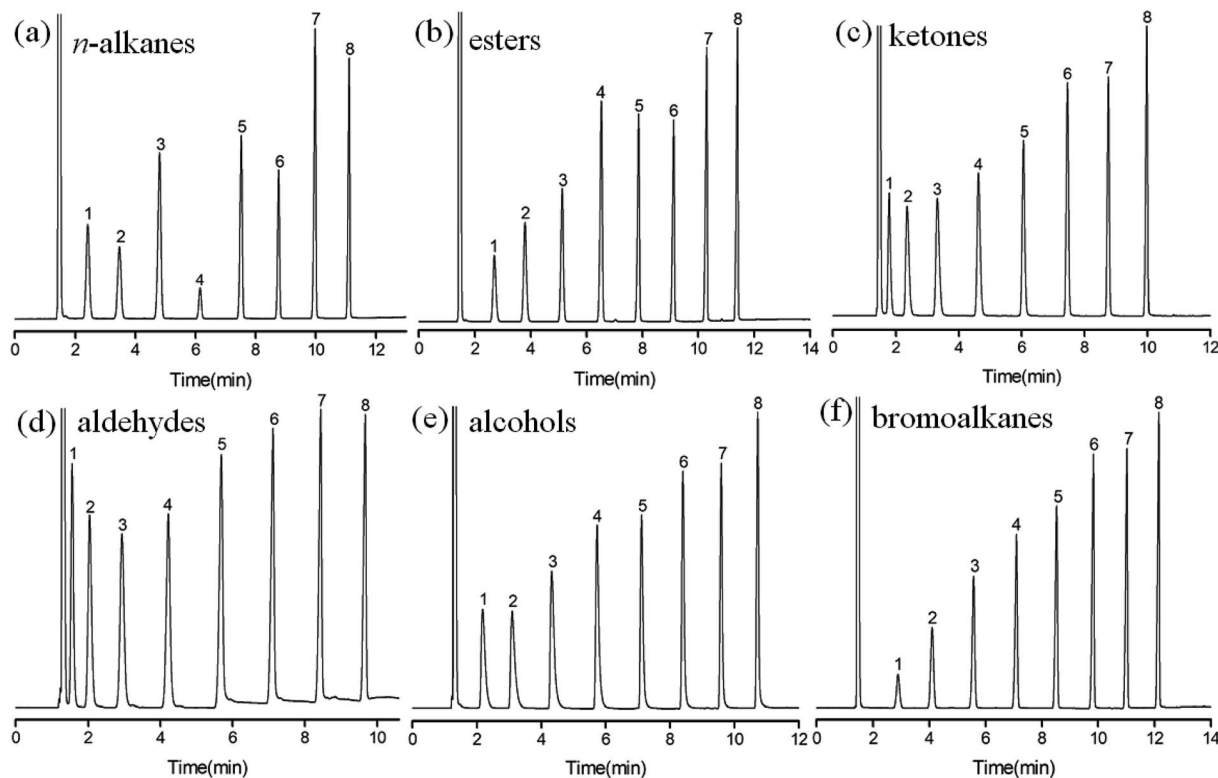 (a) n-alkanes
1 2 3 4 5 6 7 8
0 2 4 6 8 10 12
Time(min)
(b) esters
1 2 3 4 5 6 7 8
0 2 4 6 8 10 12 14
Time(min)
(c) ketones
1 2 3 4 5 6 7 8
0 2 4 6 8 10 12
Time(min)
(d) aldehydes
1 2 3 4 5 6 7 8
0 2 4 6 8 10
Time(min)
(e) alcohols
1 2 3 4 5 6 7 8
0 2 4 6 8 10 12
Time(min)
(f) bromoalkanes
1 2 3 4 5 6 7 8
0 2 4 6 8 10 12 14
Time(min)